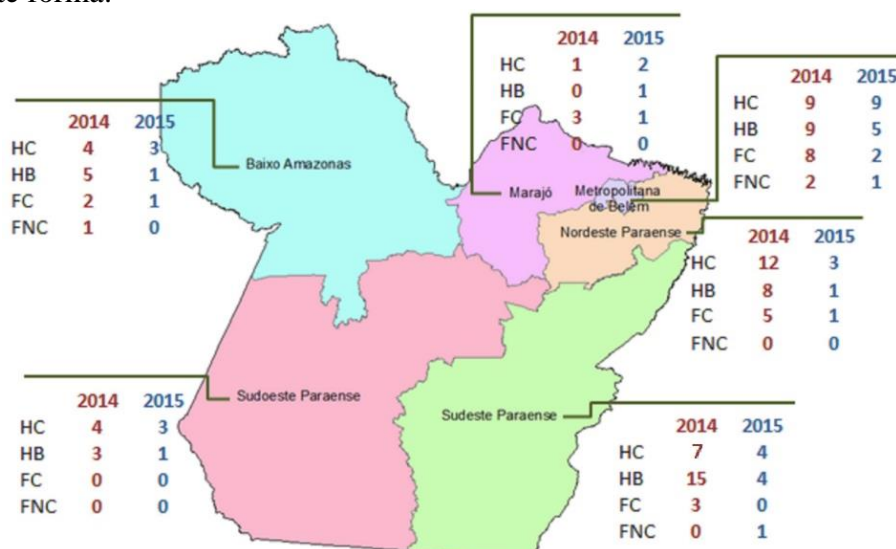 te forma:
2014 2015
HC 1 2
HB 0 1
FC 3 1
FNC 0 0
2014 2015
HC 9 9
HB 9 5
FC 8 2
FNC 2 1
2014 2015
HC 4 3
HB 5 1
FC 2 1
FNC 1 0
Baixo Amazonas
Marajó
Metropolitana
de Belém
Nordeste Paraense
2014 2015
HC 12 3
HB 8 1
FC 5 1
FNC 0 0
Sudoeste Paraense
2014 2015
HC 4 3
HB 3 1
FC 0 0
FNC 0 0
Sudeste Paraense
2014 2015
HC 7 4
HB 15 4
FC 3 0
FNC 0 1